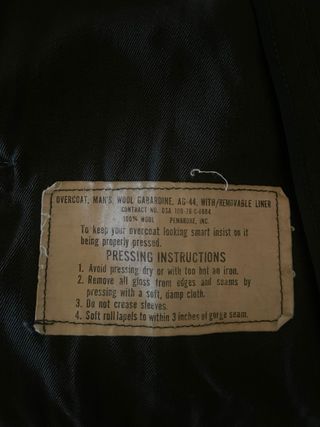 OVERCOAT, MAN'S, WOOL GABARDINE, AG-44, WITH/REMOVABLE LINER
CONTRACT NO. DSA 100-76 C-0884
100% WOOL PEMBROKE, INC.
To keep your overcoat looking smart insist on it
being properly pressed.
PRESSING INSTRUCTIONS
1. Avoid pressing dry or with too hot an iron.
2. Remove all gloss from edges and seams by
pressing with a soft, damp cloth.
3. Do not crease sleeves.
4. Soft roll lapels to within 3 inches of gorge seam.